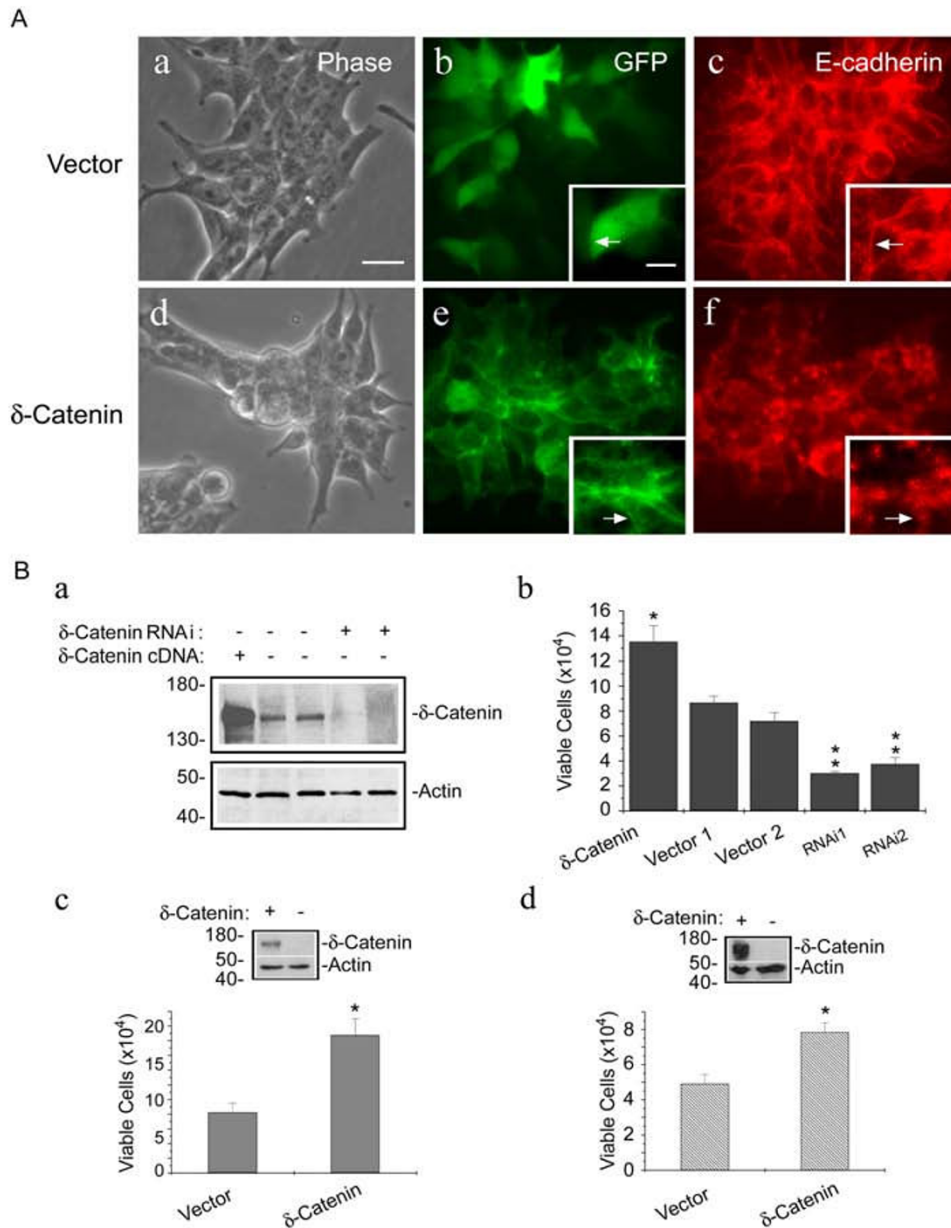 A
a Phase
b GFP
c E-cadherin
Vector
d
e
f
δ-Catenin
B
a
δ-Catenin RNAi : - - - + +
δ-Catenin cDNA: + - - - -
180-
-δ-Catenin
130-
50-
-Actin
40-
b
Viable Cells (x10⁴)
16
14
12
10
8
6
4
2
0
*
* *
* *
δ-Catenin
Vector 1
Vector 2
RNAi1
RNAi2
c
δ-Catenin: + -
180-
-δ-Catenin
50-
-Actin
40-
Viable Cells (x10⁴)
20
15
10
5
0
*
Vector
δ-Catenin
d
δ-Catenin: + -
180-
-δ-Catenin
50-
-Actin
40-
Viable Cells (x10⁴)
8
6
4
2
0
*
Vector
δ-Catenin